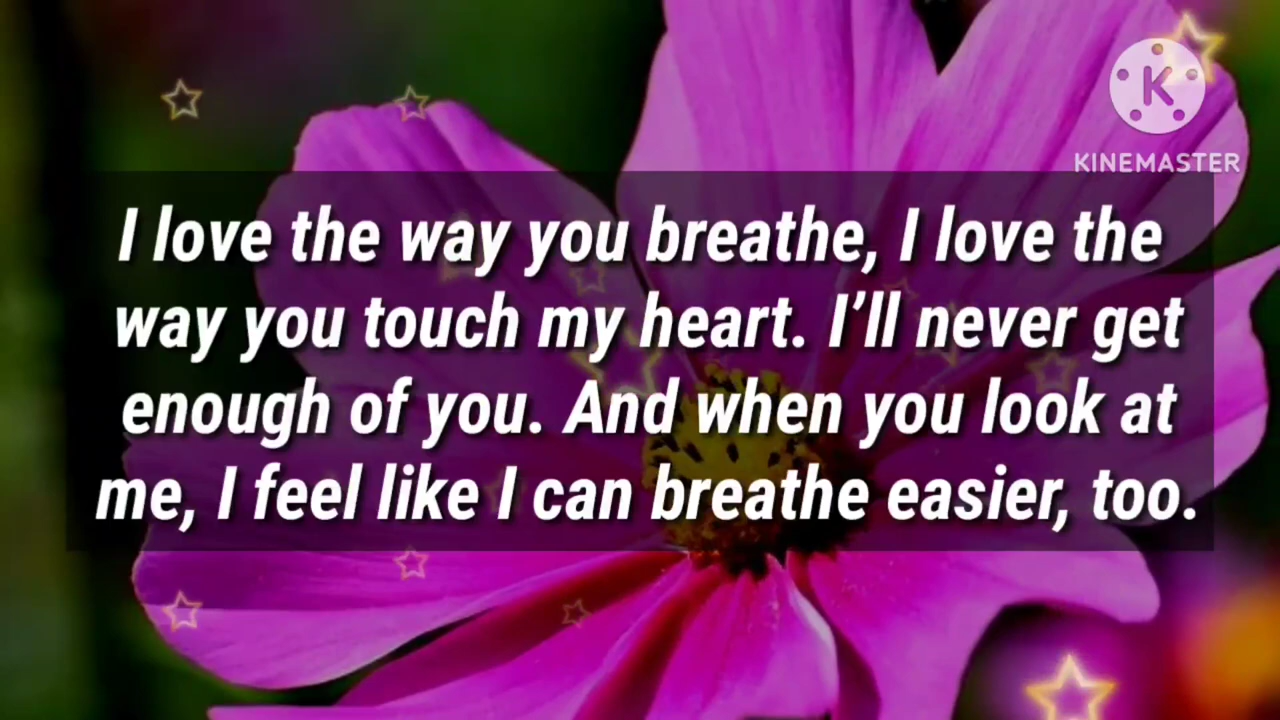 K
KINEMASTER
I love the way you breathe, I love the
way you touch my heart. I’ll never get
enough of you. And when you look at
me, I feel like I can breathe easier, too.